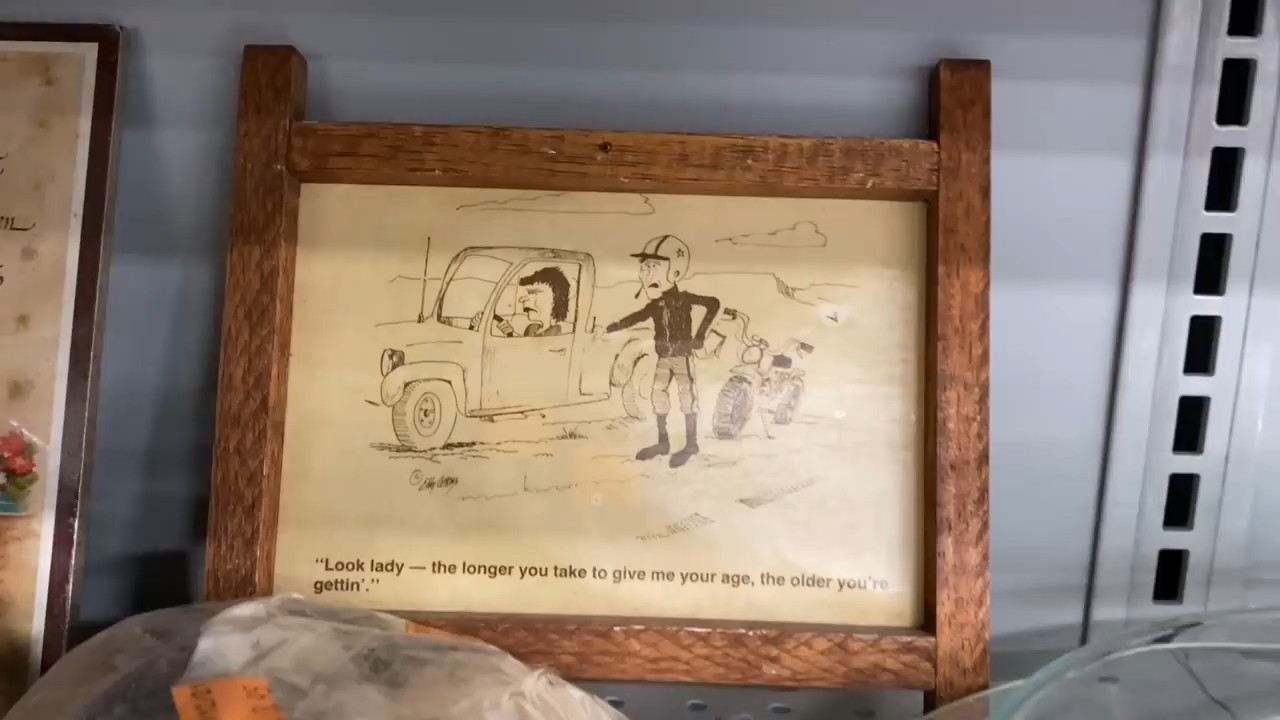 “Look lady — the longer you take to give me your age, the older you're
gettin'.”